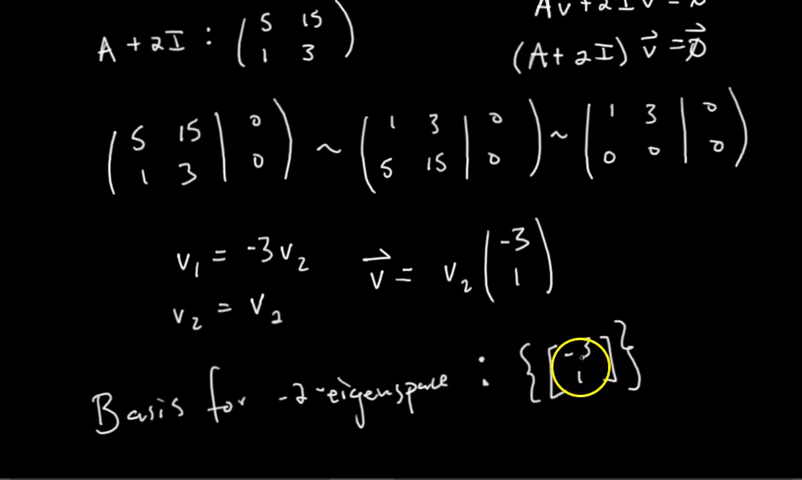 Av + 2Iv = 
A + 2I : ( 5 15
1 3 )
(A + 2I) v⃗ = 0⃗
( 5 15 | 0
1 3 | 0 ) ~ ( 1 3 | 0
5 15 | 0 ) ~ ( 1 3 | 0
0 0 | 0 )
v₁ = -3v₂
v₂ = v₂
v⃗ = v₂ ( -3
1 )
Basis for -2-eigenspace : { [ -3
1 ] }